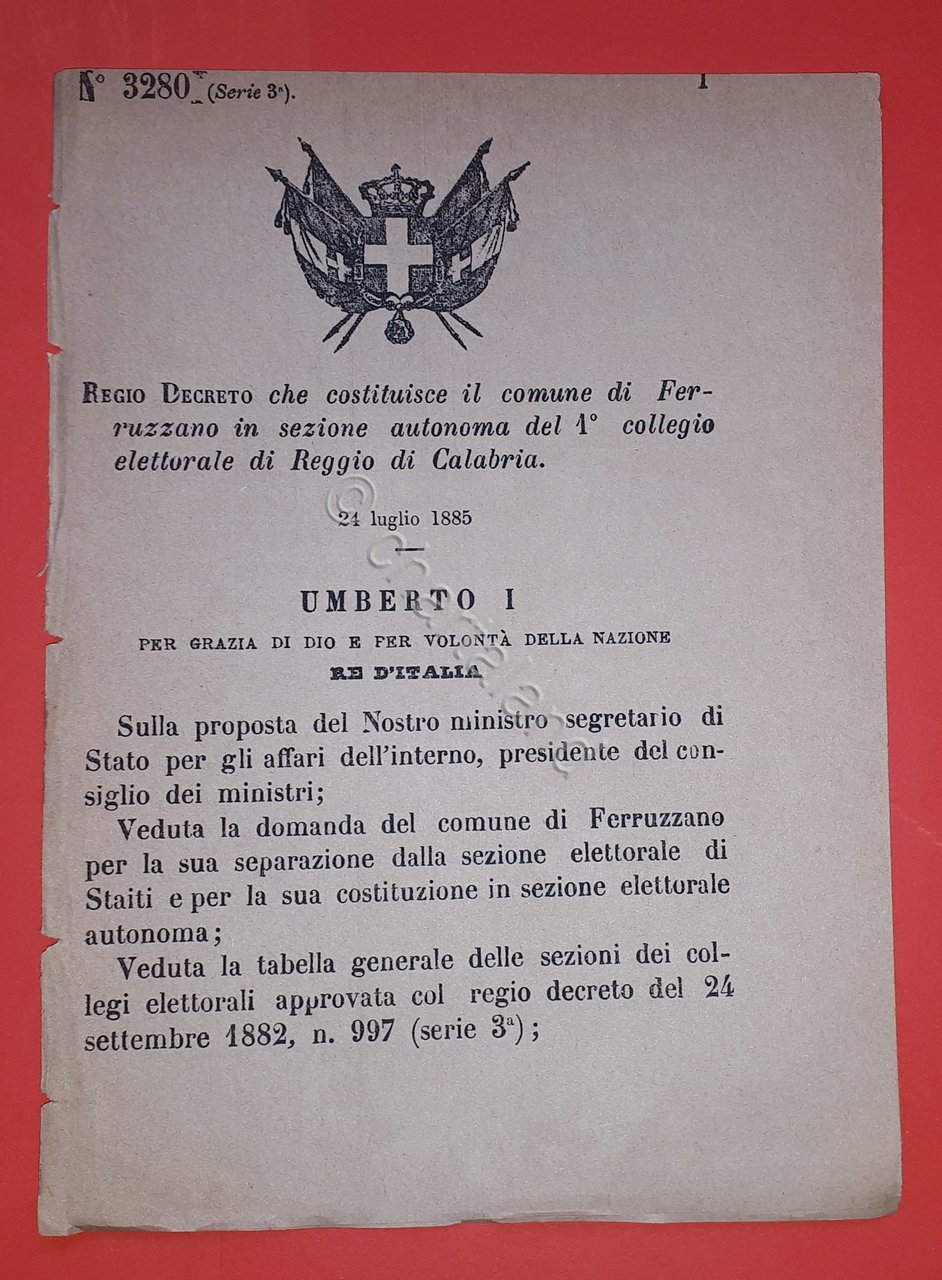 N° 3280 (Serie 3ª).
1
REGIO DECRETO che costituisce il comune di Fer-
ruzzano in sezione autonoma del 1° collegio
elettorale di Reggio di Calabria.
24 luglio 1885
UMBERTO I
PER GRAZIA DI DIO E PER VOLONTÀ DELLA NAZIONE
RE D'ITALIA
Sulla proposta del Nostro ministro segretario di
Stato per gli affari dell'interno, presidente del con-
siglio dei ministri;
Veduta la domanda del comune di Ferruzzano
per la sua separazione dalla sezione elettorale di
Staiti e per la sua costituzione in sezione elettorale
autonoma;
Veduta la tabella generale delle sezioni dei col-
legi elettorali approvata col regio decreto del 24
settembre 1882, n. 997 (serie 3ª);